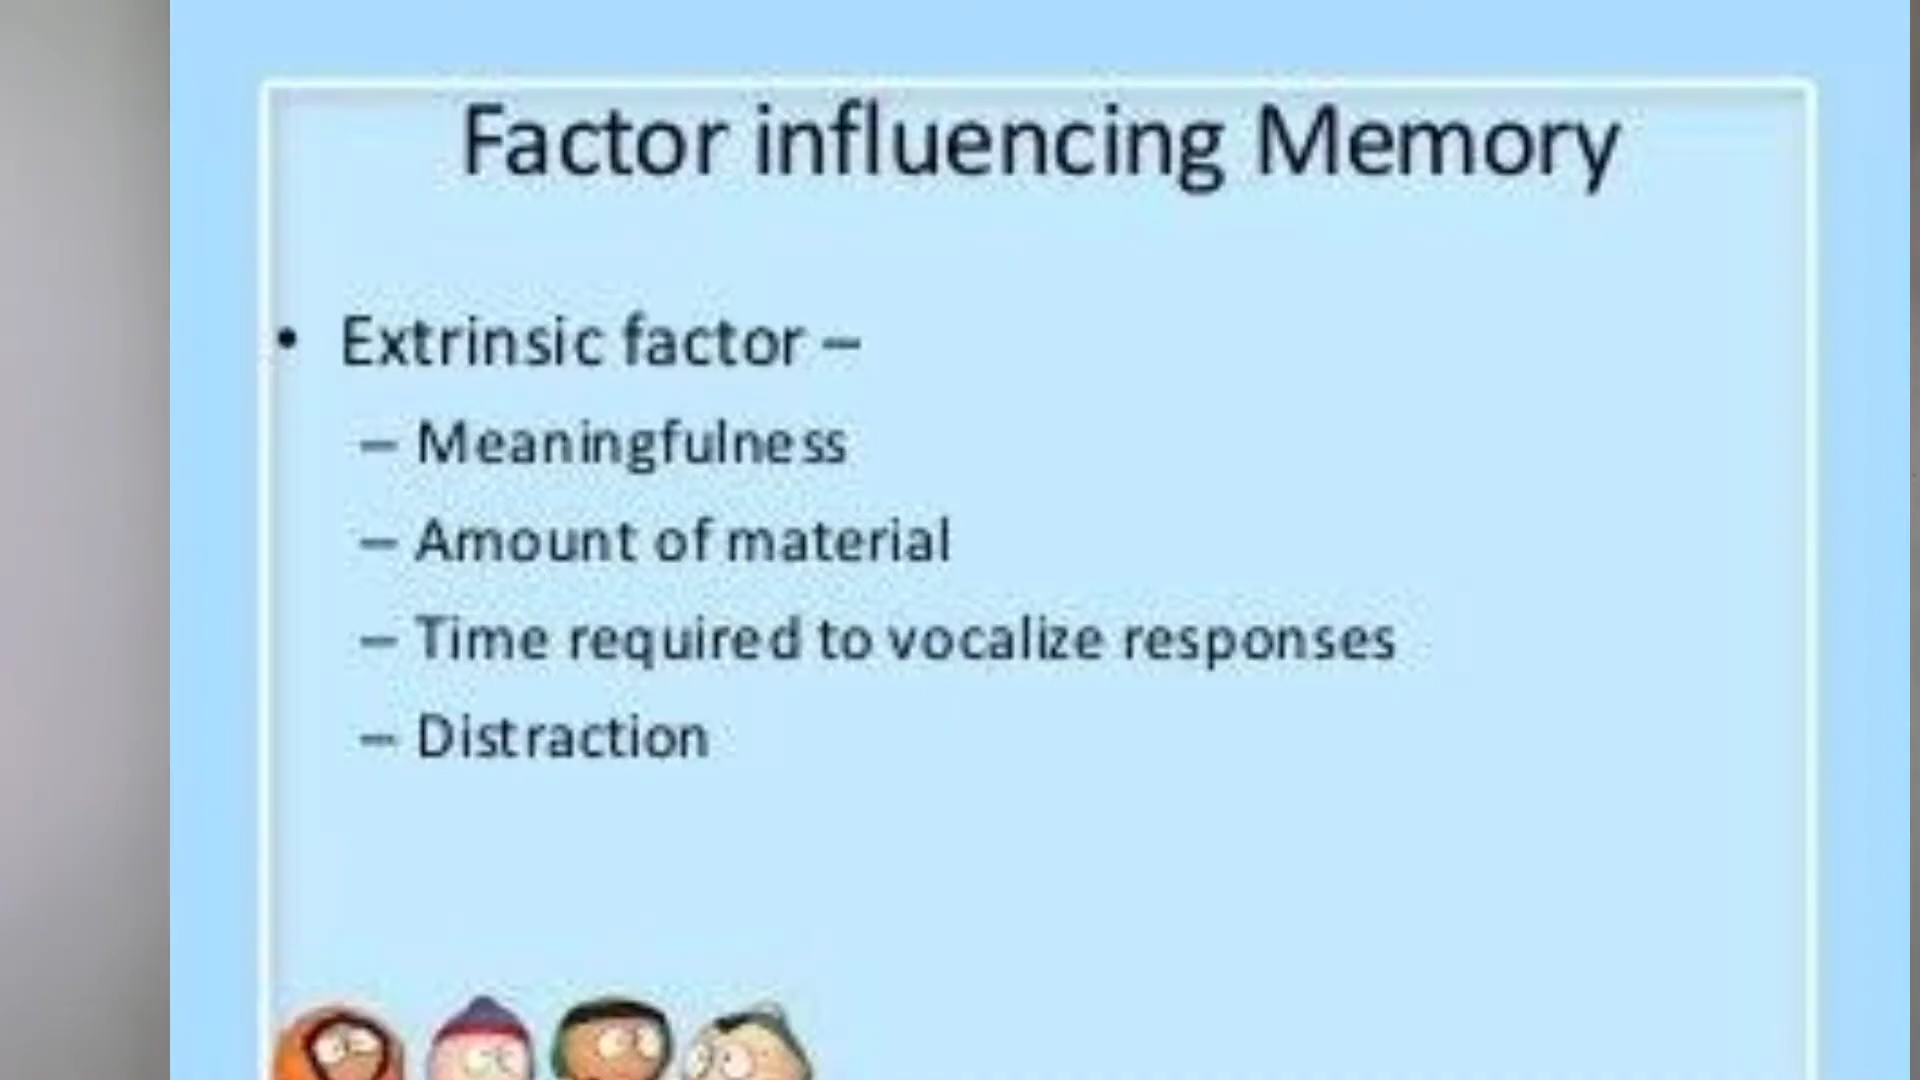 Factor influencing Memory
• Extrinsic factor –
– Meaningfulness
– Amount of material
– Time required to vocalize responses
– Distraction